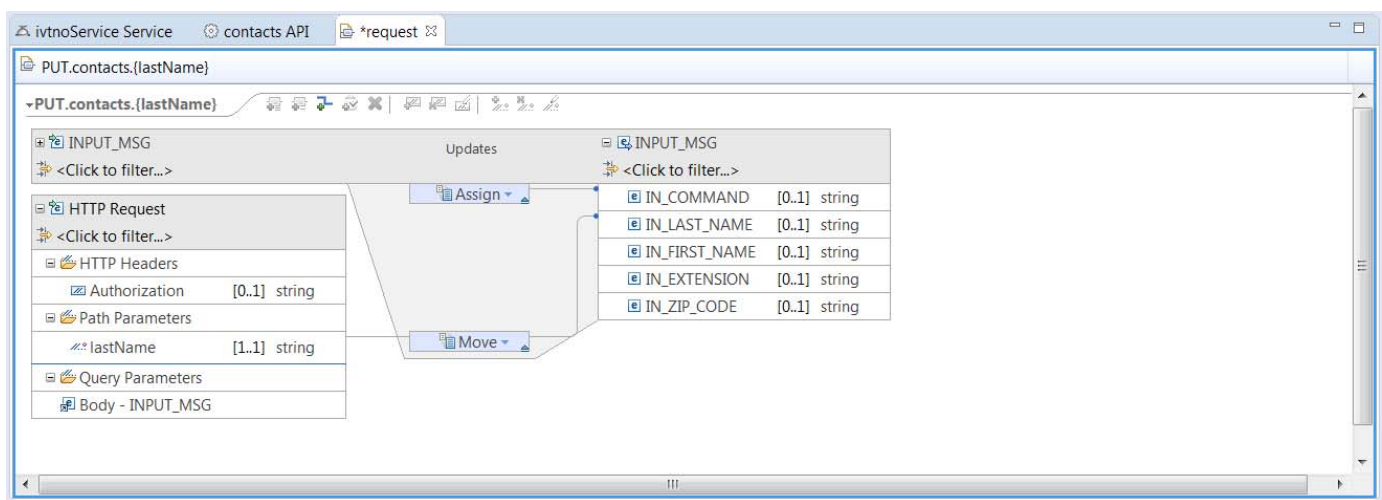 ivtnoService Service contacts API *request
PUT.contacts.{lastName}
PUT.contacts.{lastName}
INPUT_MSG
<Click to filter...>
HTTP Request
<Click to filter...>
HTTP Headers
Authorization [0..1] string
Path Parameters
lastName [1..1] string
Query Parameters
Body - INPUT_MSG
Updates
Assign
Move
INPUT_MSG
<Click to filter...>
IN_COMMAND [0..1] string
IN_LAST_NAME [0..1] string
IN_FIRST_NAME [0..1] string
IN_EXTENSION [0..1] string
IN_ZIP_CODE [0..1] string